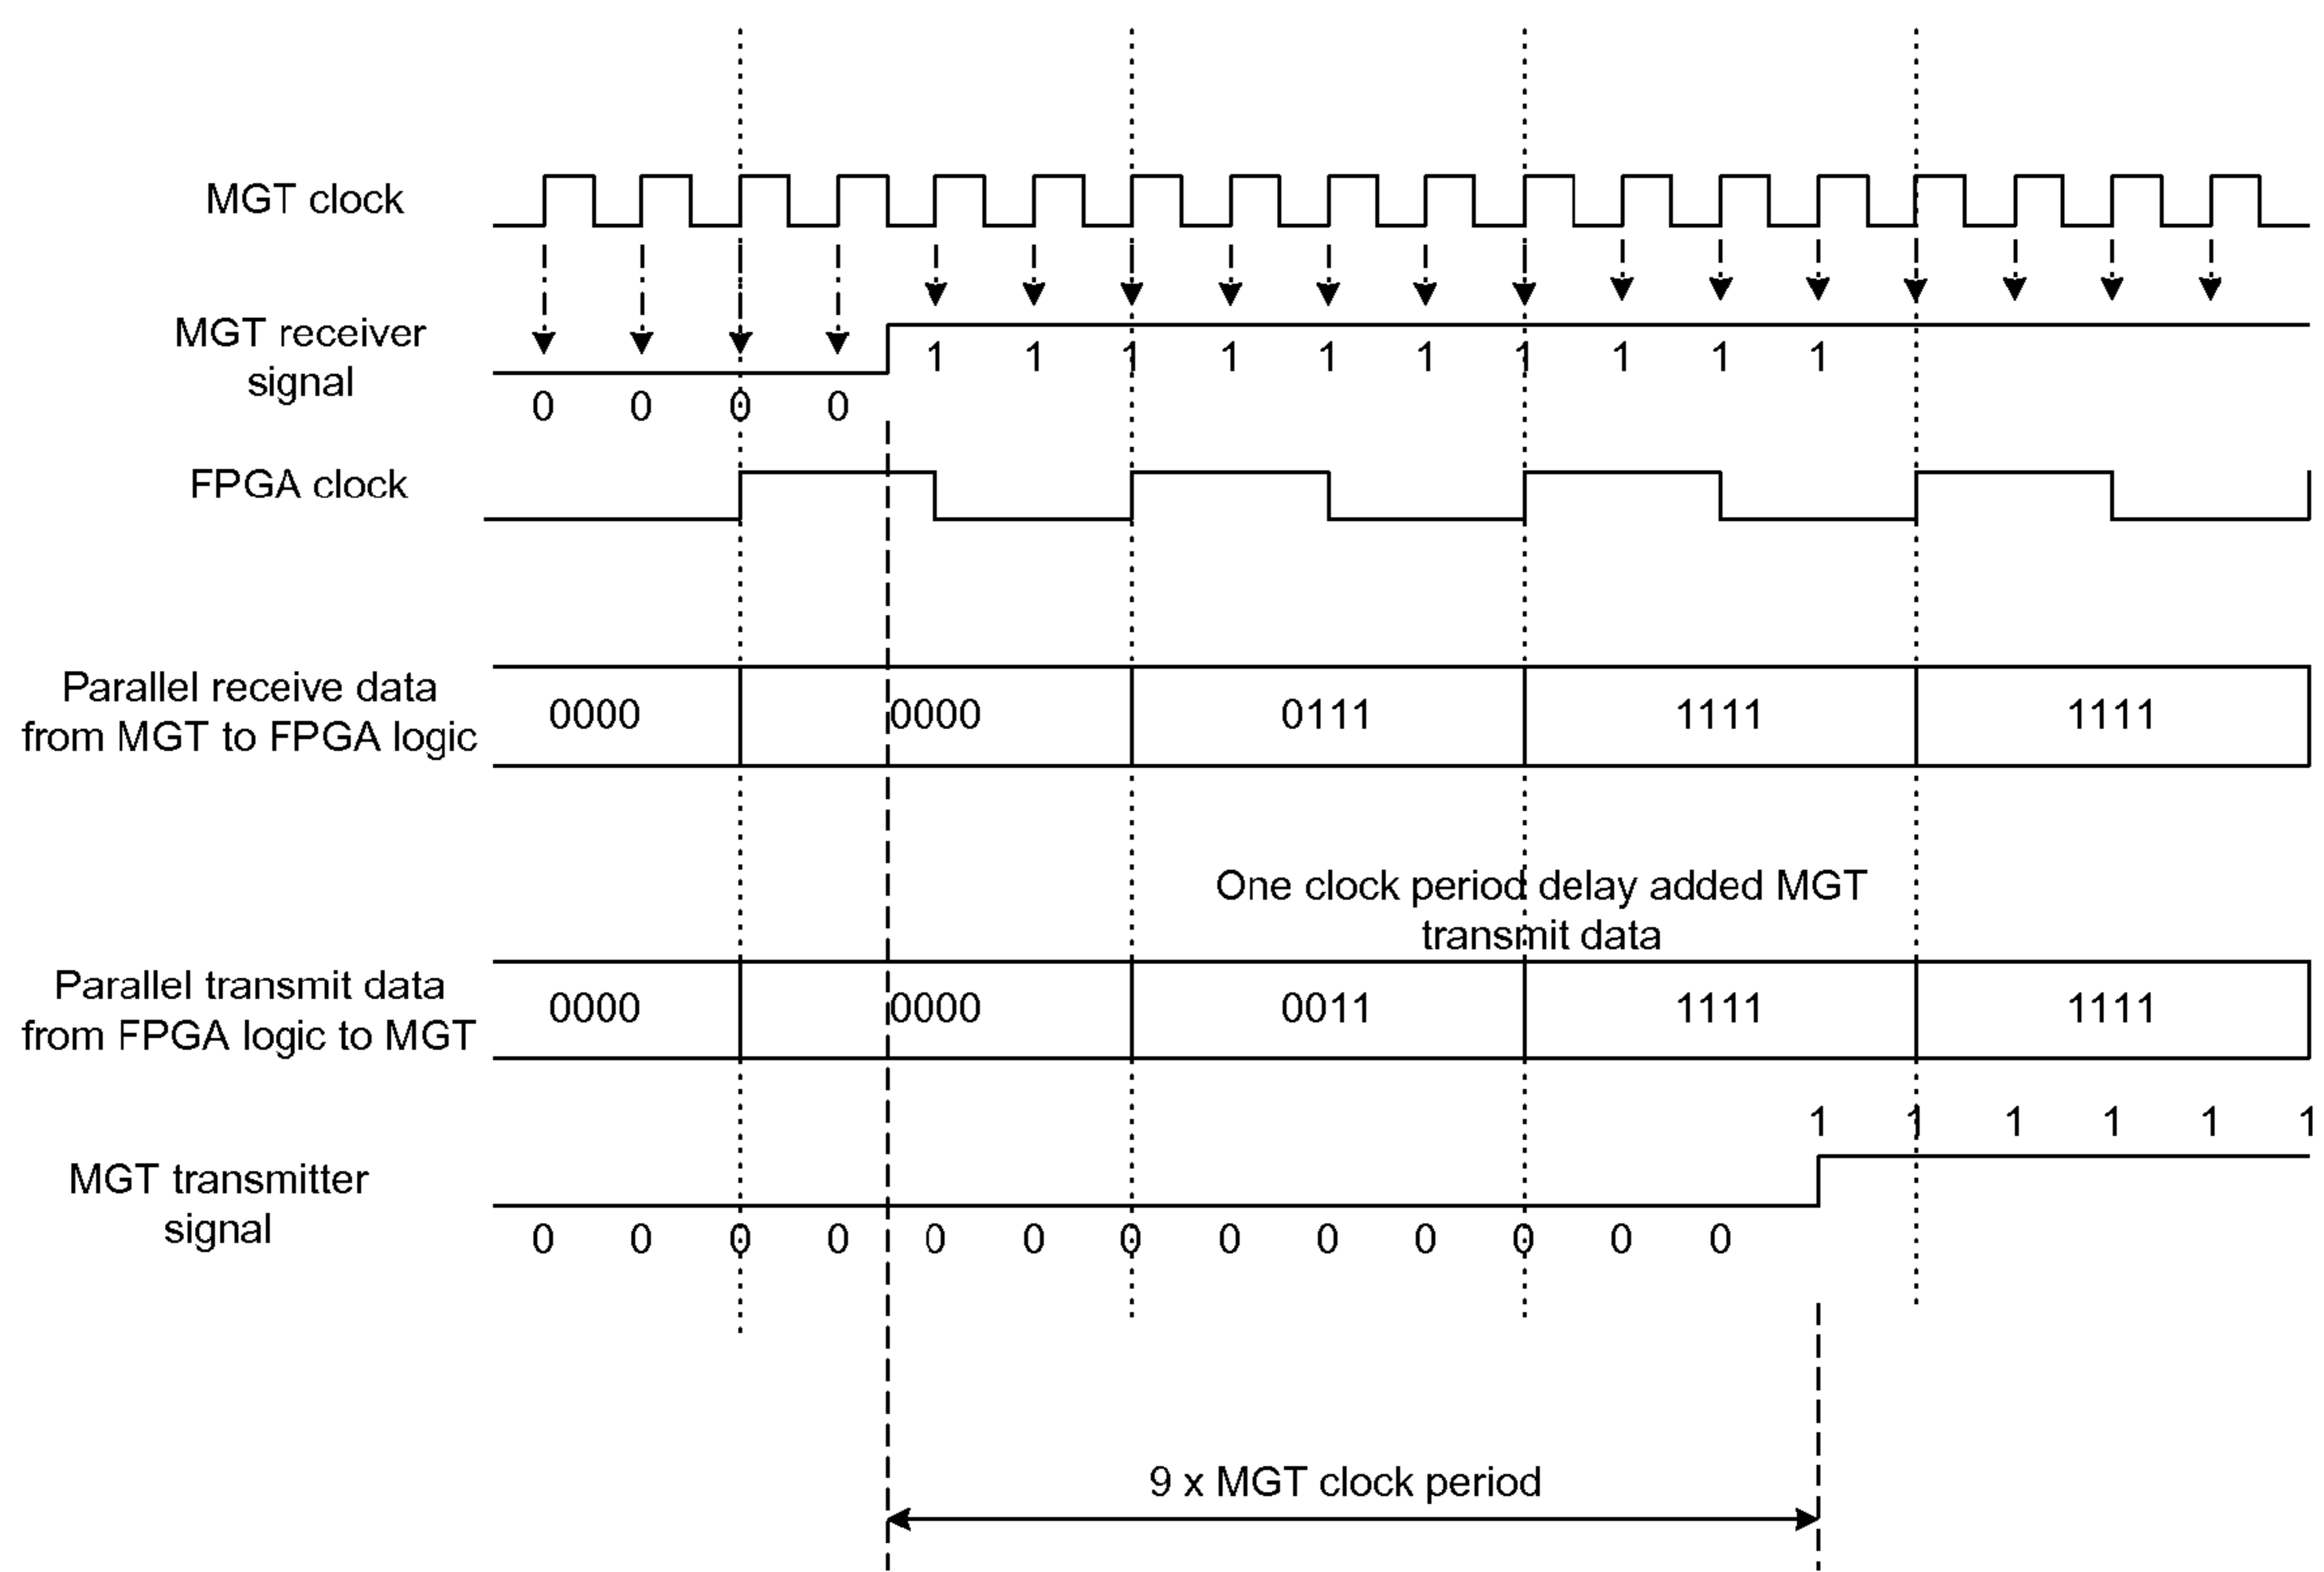 MGT clock
MGT receiver
signal
1 1 1 1 1 1 1 1 1 1
0 0 0 0
FPGA clock
Parallel receive data
from MGT to FPGA logic
0000 0000 0111 1111 1111
One clock period delay added MGT
transmit data
Parallel transmit data
from FPGA logic to MGT
0000 0000 0011 1111 1111
1 1 1 1 1 1
MGT transmitter
signal
0 0 0 0 0 0 0 0 0 0 0 0 0
9 x MGT clock period